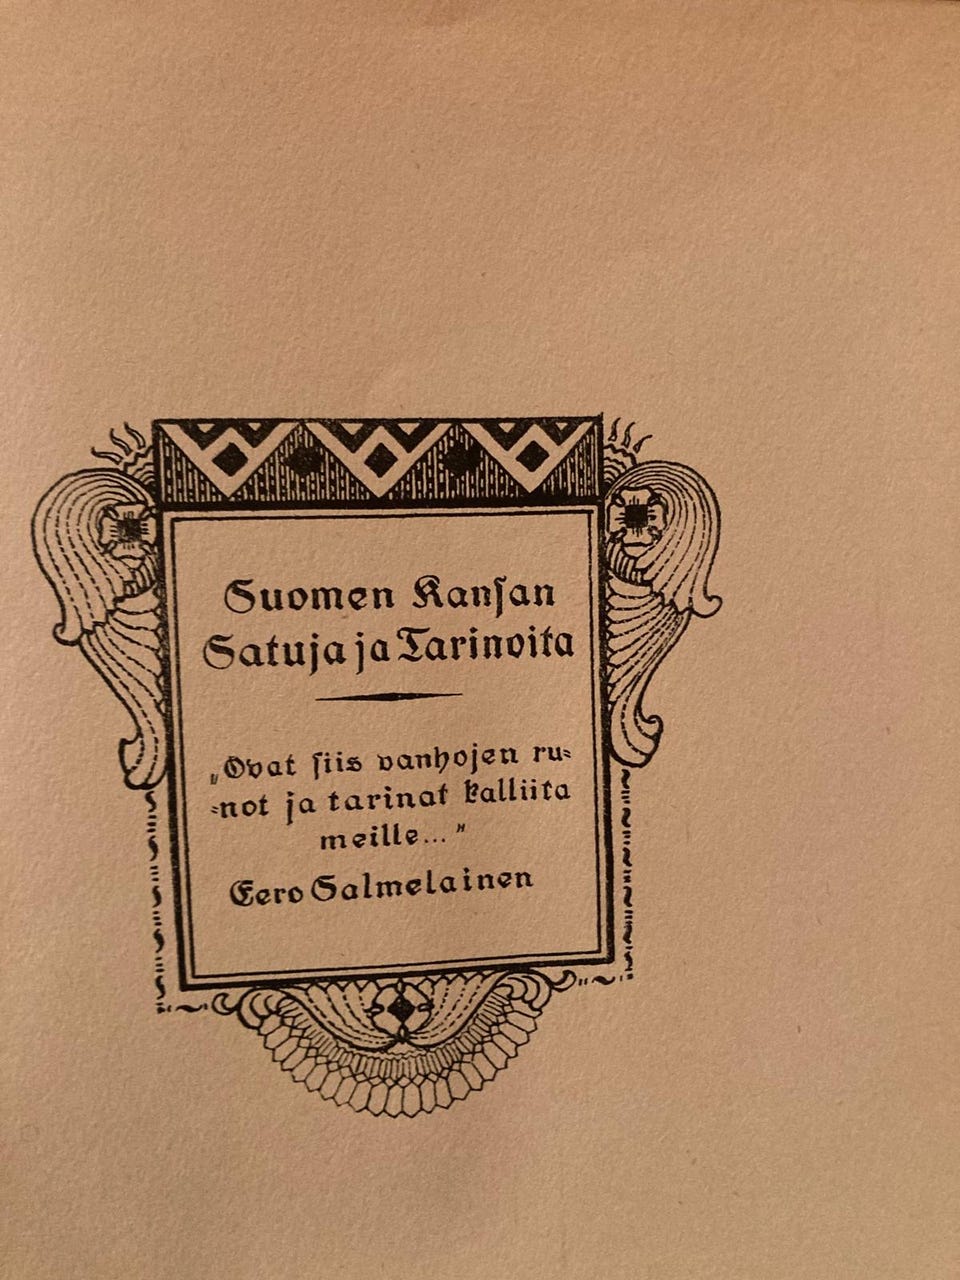 Suomen Kansan
Satuja ja Tarinoita
„Ovat siis vanhojen ru-
-not ja tarinat kalliita
meille..."
Eero Salmelainen